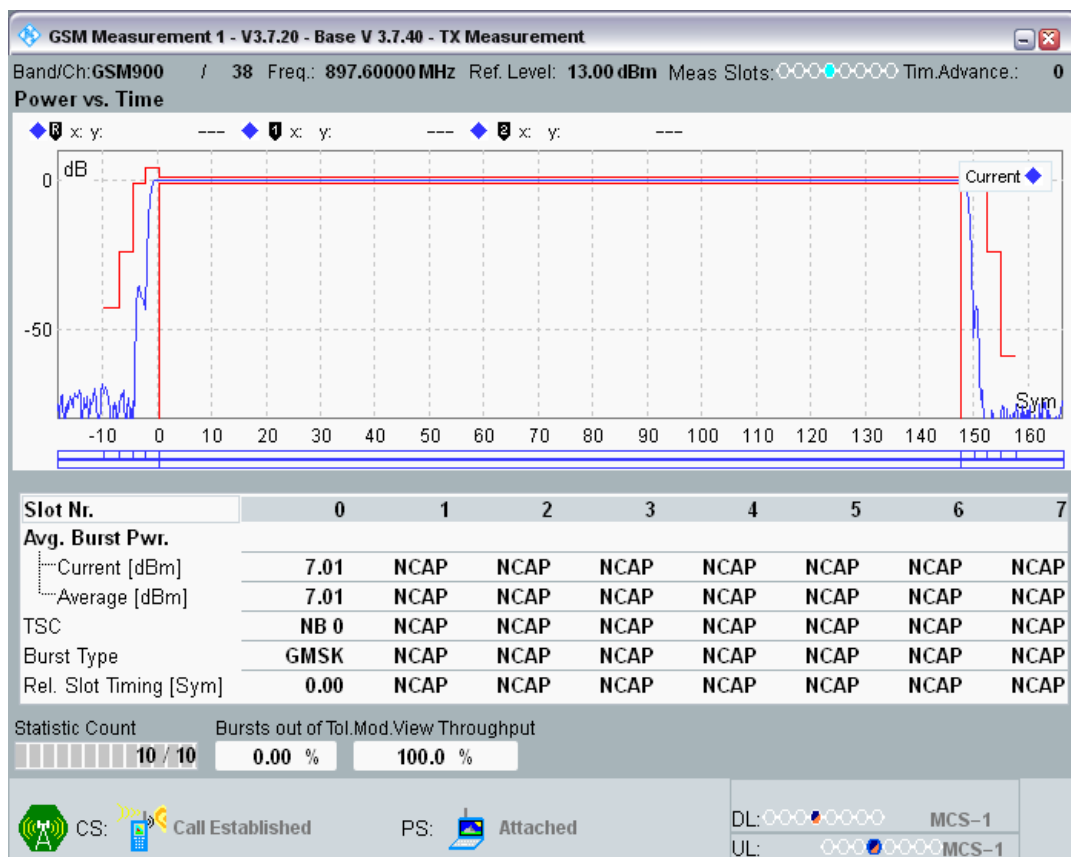 GSM Measurement 1 - V3.7.20 - Base V 3.7.40 - TX Measurement
Band/Ch:GSM900 / 38 Freq.: 897.60000 MHz Ref. Level: 13.00 dBm Meas Slots: Tim.Advance.: 0
Power vs. Time
R x: y: --- 1 x: y: --- 2 x: y: ---
dB
Current
0
-50
Sym
-10 0 10 20 30 40 50 60 70 80 90 100 110 120 130 140 150 160
Slot Nr. 0 1 2 3 4 5 6 7
Avg. Burst Pwr.
Current [dBm] 7.01 NCAP NCAP NCAP NCAP NCAP NCAP NCAP
Average [dBm] 7.01 NCAP NCAP NCAP NCAP NCAP NCAP NCAP
TSC NB 0 NCAP NCAP NCAP NCAP NCAP NCAP NCAP
Burst Type GMSK NCAP NCAP NCAP NCAP NCAP NCAP NCAP
Rel. Slot Timing [Sym] 0.00 NCAP NCAP NCAP NCAP NCAP NCAP NCAP
Statistic Count Bursts out of Tol. Mod.View Throughput
10 / 10 0.00 % 100.0 %
CS: Call Established PS: Attached
DL: MCS-1
UL: MCS-1